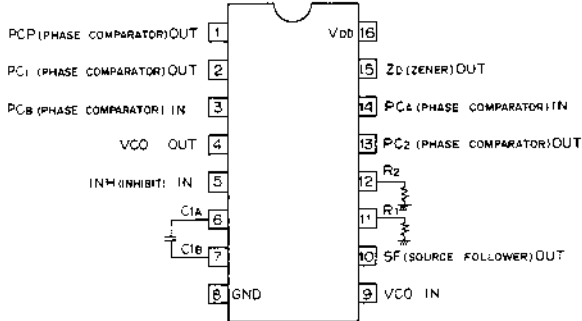 PCP (PHASE COMPARATOR) OUT 1
PC1 (PHASE COMPARATOR) OUT 2
PCB (PHASE COMPARATOR) IN 3
VCO OUT 4
INH (INHIBIT) IN 5
C1A 6
C1B 7
8 GND
VDD 16
15 ZD (ZENER) OUT
14 PCA (PHASE COMPARATOR) IN
13 PC2 (PHASE COMPARATOR) OUT
12 R2
11 R1
10 SF (SOURCE FOLLOWER) OUT
9 VCO IN